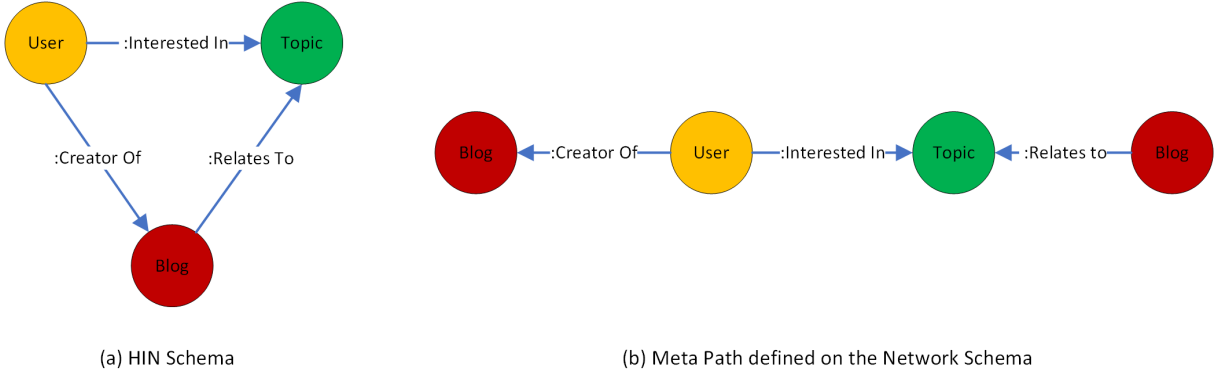 User
:Interested In
Topic
:Creator Of
:Relates To
Blog
(a) HIN Schema
Blog
:Creator Of
User
:Interested In
Topic
:Relates to
Blog
(b) Meta Path defined on the Network Schema